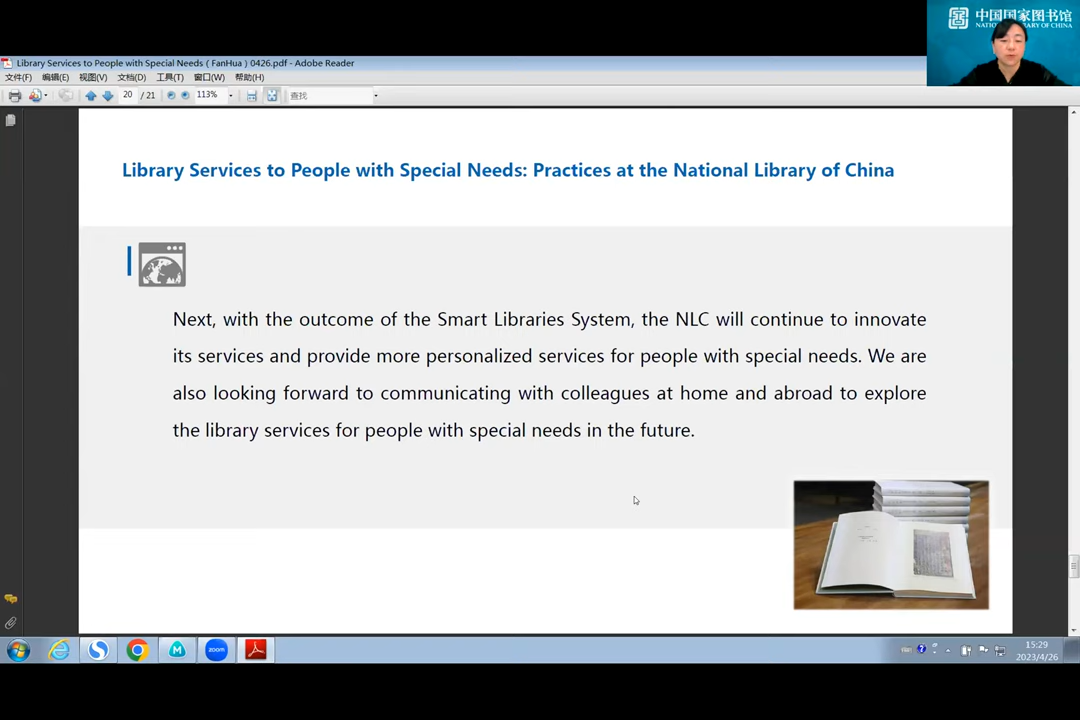 中国国家图书馆
NATIONAL LIBRARY OF CHINA
Library Services to People with Special Needs ( FanHua ) 0426.pdf - Adobe Reader
文件(F) 编辑(E) 视图(V) 文档(D) 工具(T) 窗口(W) 帮助(H)
20 / 21 113% 查找
Library Services to People with Special Needs: Practices at the National Library of China
Next, with the outcome of the Smart Libraries System, the NLC will continue to innovate
its services and provide more personalized services for people with special needs. We are
also looking forward to communicating with colleagues at home and abroad to explore
the library services for people with special needs in the future.
zoom
15:29
2023/4/26